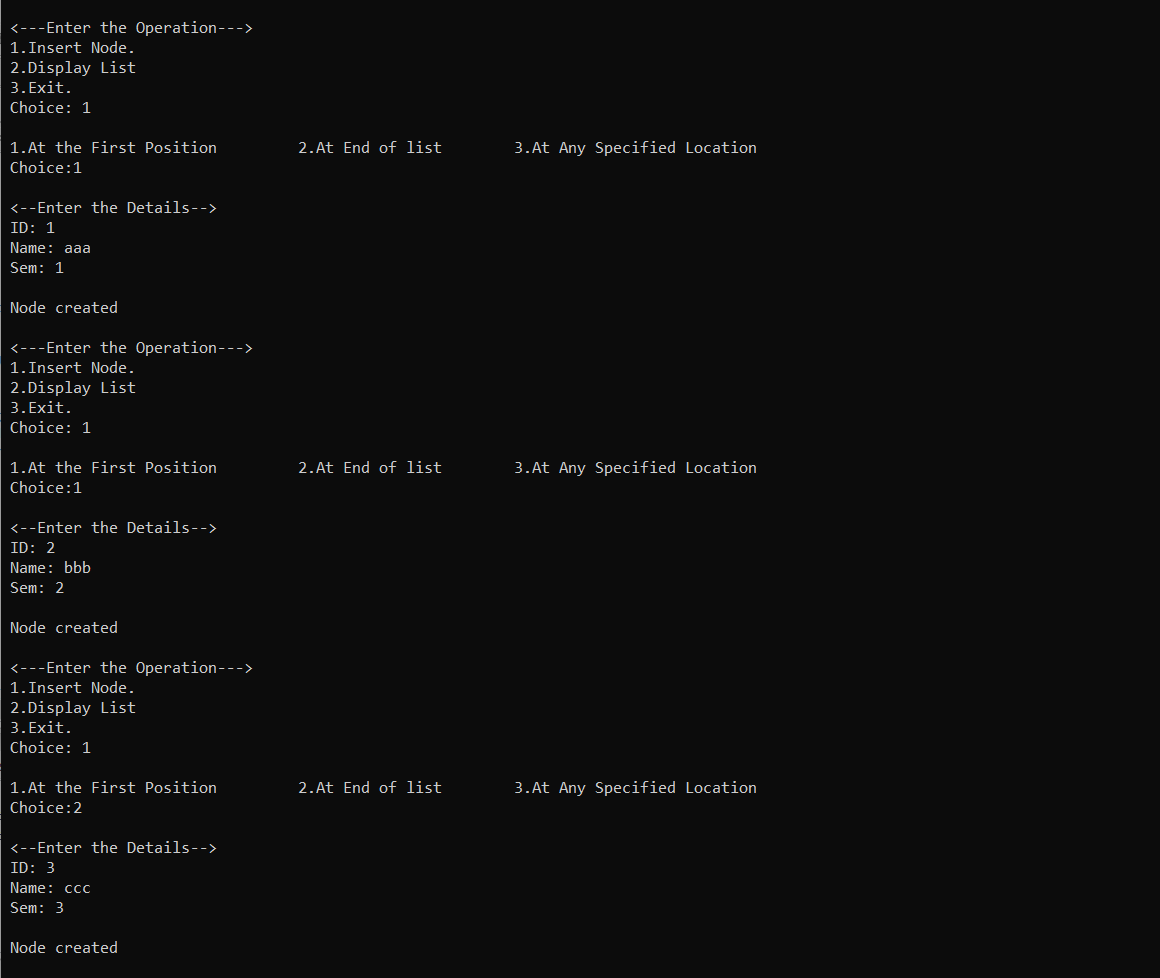 <---Enter the Operation--->
1.Insert Node.
2.Display List
3.Exit.
Choice: 1
1.At the First Position         2.At End of list        3.At Any Specified Location
Choice:1
<--Enter the Details-->
ID: 1
Name: aaa
Sem: 1
Node created
<---Enter the Operation--->
1.Insert Node.
2.Display List
3.Exit.
Choice: 1
1.At the First Position         2.At End of list        3.At Any Specified Location
Choice:1
<--Enter the Details-->
ID: 2
Name: bbb
Sem: 2
Node created
<---Enter the Operation--->
1.Insert Node.
2.Display List
3.Exit.
Choice: 1
1.At the First Position         2.At End of list        3.At Any Specified Location
Choice:2
<--Enter the Details-->
ID: 3
Name: ccc
Sem: 3
Node created